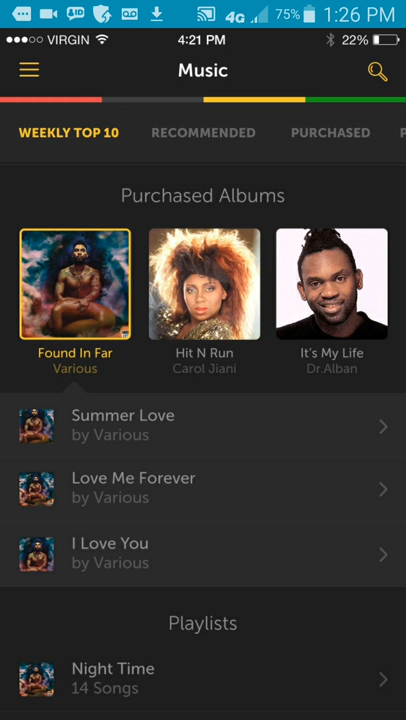 4G 75% 1:26 PM
VIRGIN 4:21 PM 22%
Music
WEEKLY TOP 10 RECOMMENDED PURCHASED P
Purchased Albums
Found In Far Hit N Run It's My Life
Various Carol Jiani Dr.Alban
Summer Love
by Various
Love Me Forever
by Various
I Love You
by Various
Playlists
Night Time
14 Songs